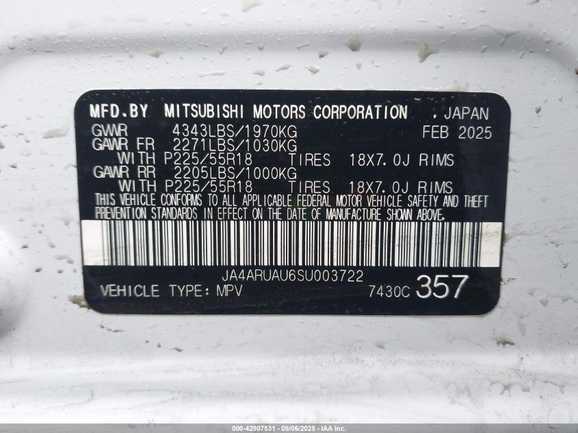 MFD.BY MITSUBISHI MOTORS CORPORATION , JAPAN
GVWR 4343LBS/1970KG FEB 2025
GAWR FR 2271LBS/1030KG
WITH P225/55R18 TIRES 18X7.0J RIMS
GAWR RR 2205LBS/1000KG
WITH P225/55R18 TIRES 18X7.0J RIMS
THIS VEHICLE CONFORMS TO ALL APPLICABLE FEDERAL MOTOR VEHICLE SAFETY AND THEFT
PREVENTION STANDARDS IN EFFECT ON THE DATE OF MANUFACTURE SHOWN ABOVE.
JA4ARUAU6SU003722
VEHICLE TYPE: MPV 7430C 357
000-42907531 - 09/06/2025 - IAA Inc.